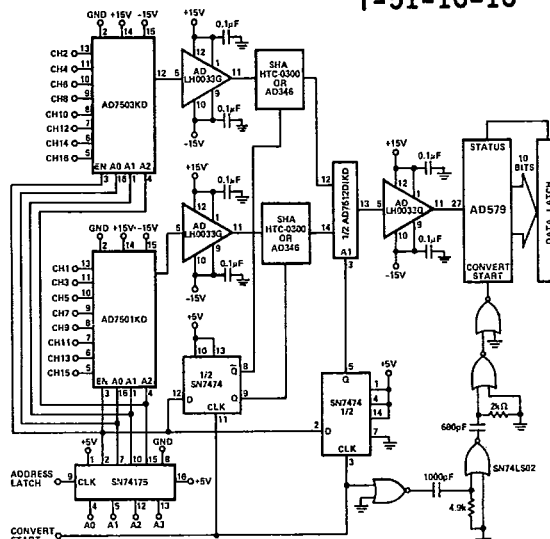 GND +15V -15V
2 14 15
CH2 13
CH4 11
CH6 10
CH8 9
CH10 8
CH12 7
CH14 6
CH16 5
AD7503KD
EN A0 A1 A2
3 16 1 4
12
+15V
0.1µF
12
5 AD LH0033G 11
1
10
9
0.1µF
-15V
SHA
HTC-0300
OR
AD346
GND +15V -15V
2 14 15
CH1 13
CH3 11
CH5 10
CH7 9
CH9 8
CH11 7
CH13 6
CH15 5
AD7501KD
EN A0 A1 A2
3 16 1 4
+15V
0.1µF
12
5 AD LH0033G 11
1
10
9
0.1µF
-15V
SHA
HTC-0300
OR
AD346
12
14
1/2 AD7512DIKD
A1
3
13
+15V
0.1µF
12
5 AD LH0033G 11
1
10
9
0.1µF
-15V
27
STATUS
AD579
CONVERT
START
10
BITS
DATA LATCH
+5V
10 13
1/2
SN7474
12 D
Q 8
Q 9
CLK
11
5
Q
SN7474
1/2
2 D
CLK
3
1
4
14
7
+5V
+5V GND
1 2 7 10 15 8
ADDRESS
LATCH
9 CLK
SN74175
16 +5V
4 5 12 13
A0 A1 A2 A3
CONVERT
START
1000pF
4.9k
SN74LS02
680pF
2kΩ